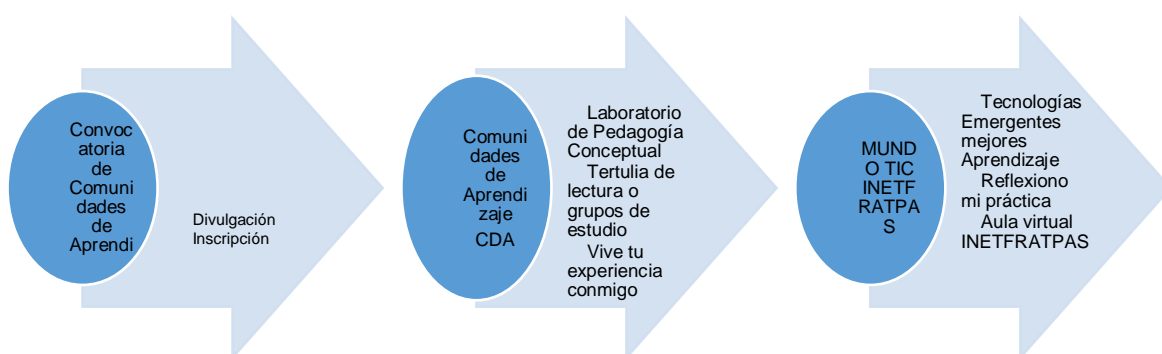 Convoc
atoria
de
Comuni
dades
de
Aprendi
Divulgación
Inscripción
Comuni
dades
de
Aprendi
zaje
CDA
Laboratorio
de Pedagogía
Conceptual
Tertulia de
lectura o
grupos de
estudio
Vive tu
experiencia
conmigo
MUND
O TIC
INETF
RATPA
S
Tecnologías
Emergentes
mejores
Aprendizaje
Reflexiono
mi práctica
Aula virtual
INETFRATPAS